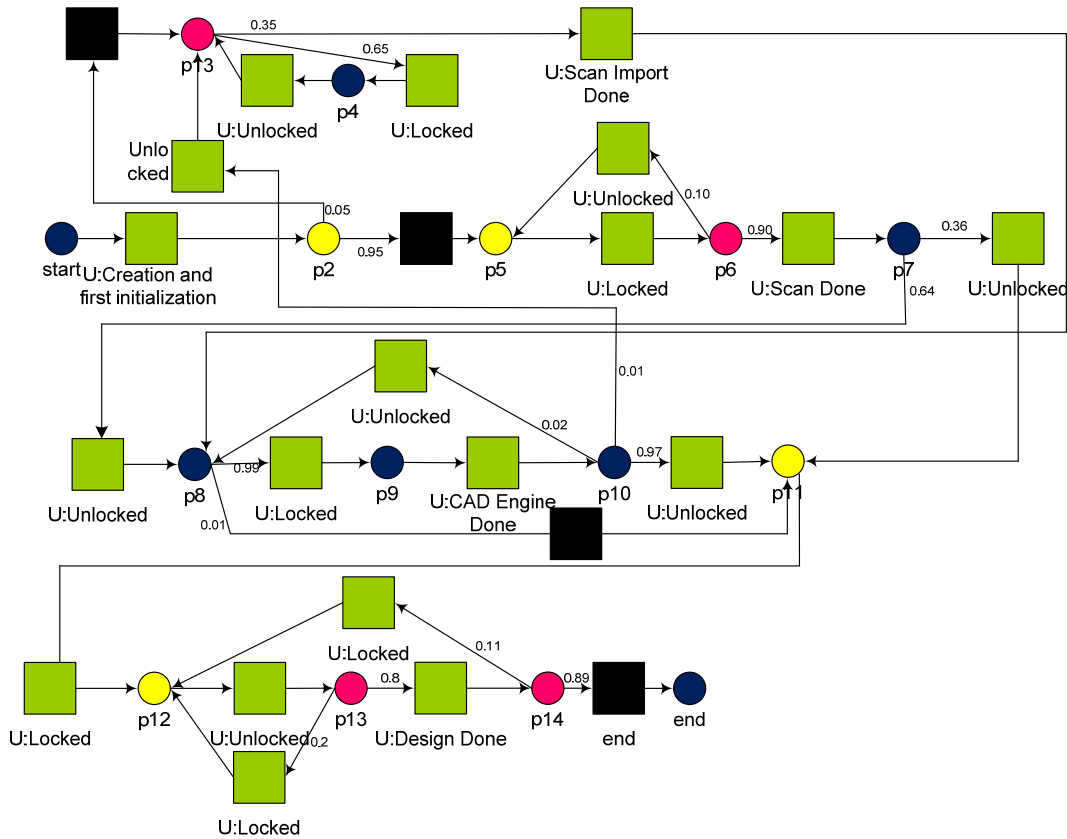 0.35
p13
0.65
U:Scan Import
Done
U:Unlocked
p4
U:Locked
Unlo
cked
U:Unlocked
0.10
0.05
start
U:Creation and
first initialization
p2
0.95
p5
U:Locked
p6
0.90
U:Scan Done
p7
0.36
U:Unlocked
0.64
0.01
U:Unlocked
0.02
U:Unlocked
p8
0.99
U:Locked
p9
U:CAD Engine
Done
p10
0.97
U:Unlocked
p11
0.01
U:Locked
0.11
U:Locked
p12
U:Unlocked
p13
0.8
U:Design Done
p14
0.89
end
end
0.2
U:Locked